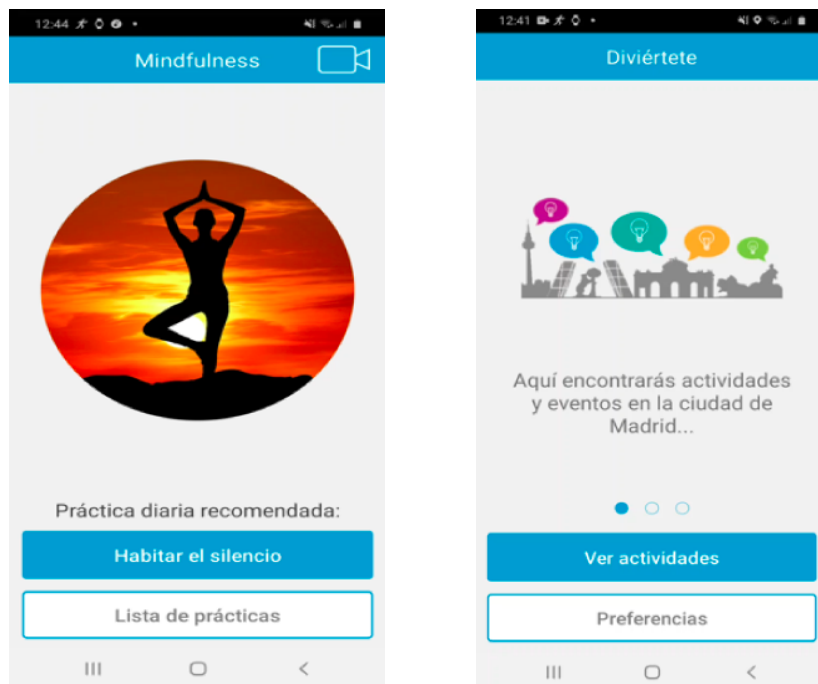 12:44
Mindfulness
Práctica diaria recomendada:
Habitar el silencio
Lista de prácticas
12:41
Diviértete
Aquí encontrarás actividades
y eventos en la ciudad de
Madrid...
Ver actividades
Preferencias